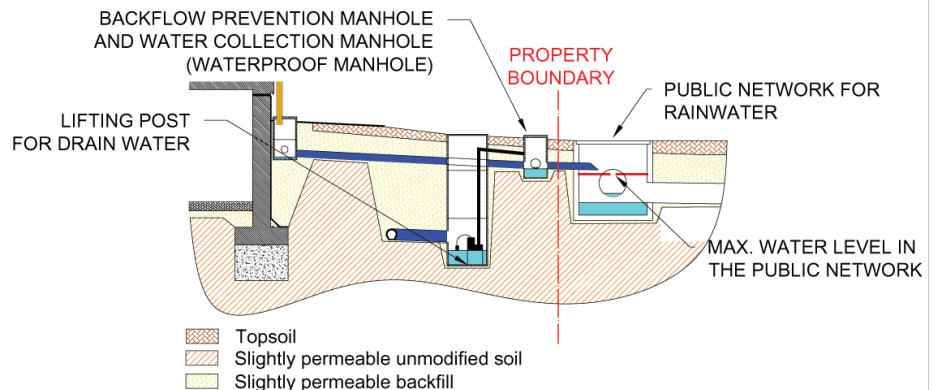 BACKFLOW PREVENTION MANHOLE
AND WATER COLLECTION MANHOLE
(WATERPROOF MANHOLE)
PROPERTY
BOUNDARY
PUBLIC NETWORK FOR
RAINWATER
LIFTING POST
FOR DRAIN WATER
MAX. WATER LEVEL IN
THE PUBLIC NETWORK
Topsoil
Slightly permeable unmodified soil
Slightly permeable backfill